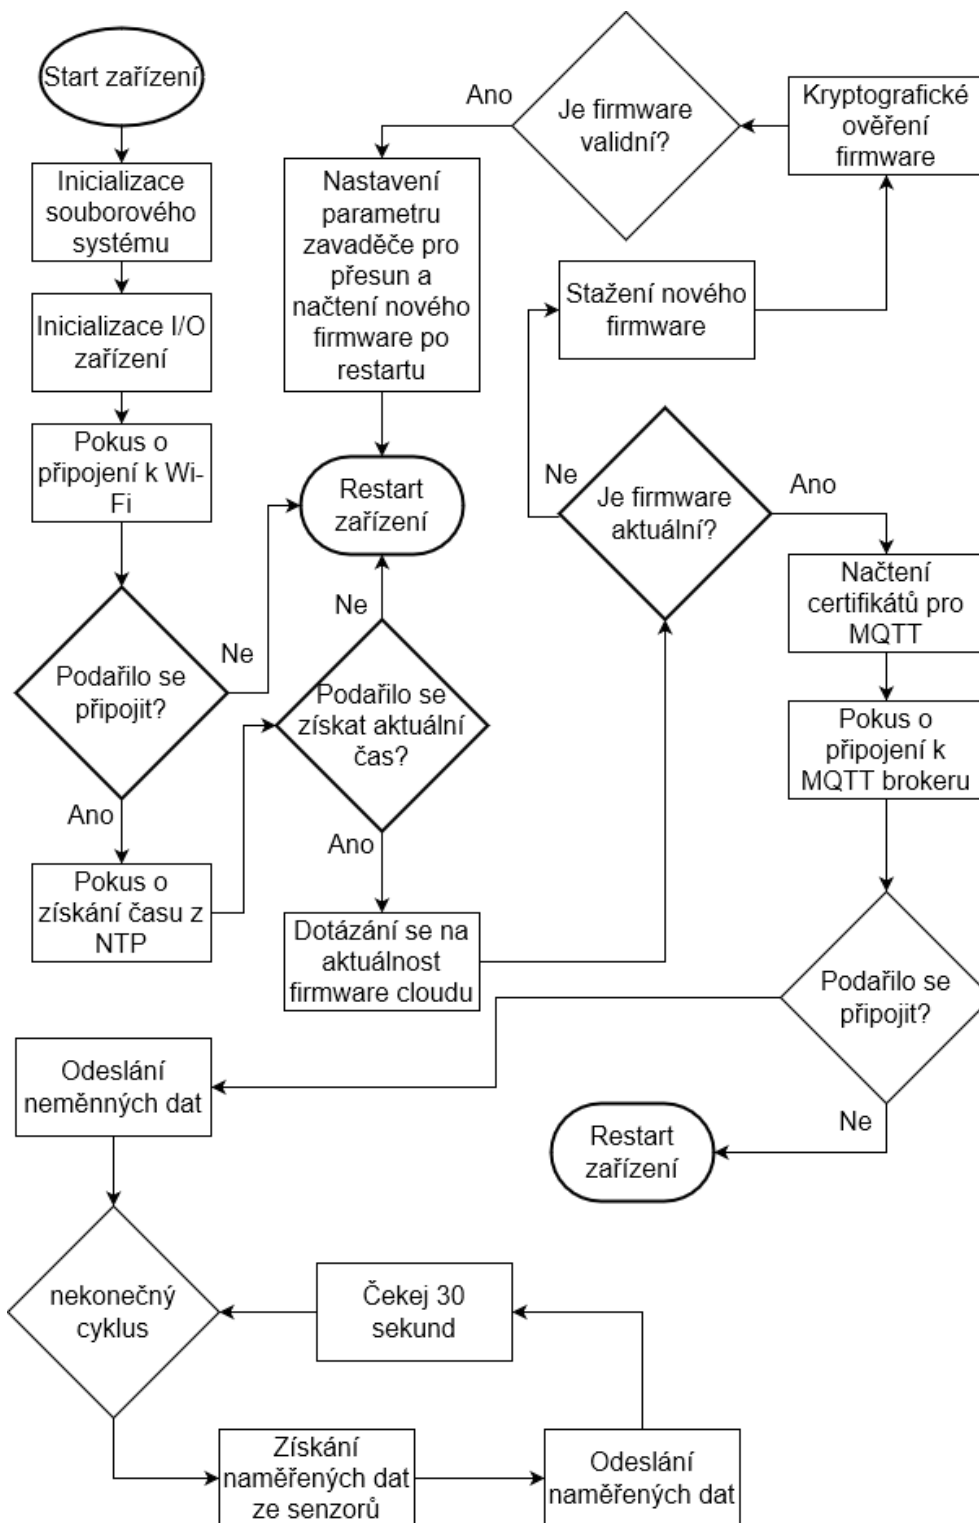 Start zařízení
Inicializace
souborového
systému
Inicializace I/O
zařízení
Pokus o
připojení k Wi-
Fi
Podařilo se
připojit?
Ne
Ano
Pokus o
získání času z
NTP
Ano
Je firmware
validní?
Kryptografické
ověření
firmware
Nastavení
parametru
zavaděče pro
přesun a
načtení nového
firmware po
restartu
Stažení nového
firmware
Restart
zařízení
Ne
Podařilo se
získat aktuální
čas?
Ano
Dotázání se na
aktuálnost
firmware cloudu
Ne
Je firmware
aktuální?
Ano
Načtení
certifikátů pro
MQTT
Pokus o
připojení k
MQTT brokeru
Podařilo se
připojit?
Ne
Restart
zařízení
Odeslání
neměnných dat
nekonečný
cyklus
Čekej 30
sekund
Získání
naměřených dat
ze senzorů
Odeslání
naměřených dat